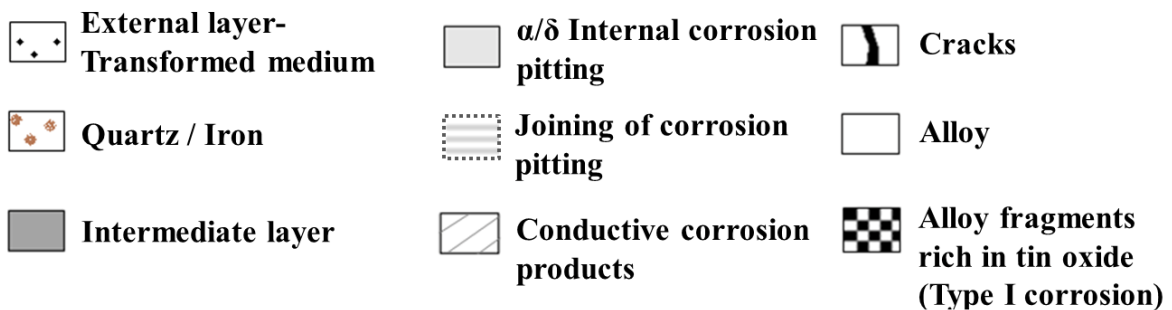 External layer-
Transformed medium
α/δ Internal corrosion
pitting
Cracks
Quartz / Iron
Joining of corrosion
pitting
Alloy
Intermediate layer
Conductive corrosion
products
Alloy fragments
rich in tin oxide
(Type I corrosion)